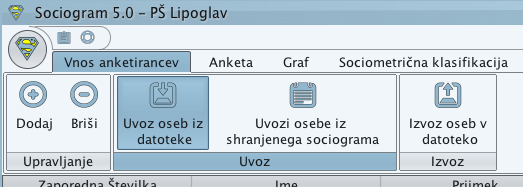 Sociogram 5.0 – PŠ Lipoglav
Vnos anketirancev Anketa Graf Sociometrična klasifikacija
Dodaj Briši Uvoz oseb iz datoteke Uvozi osebe iz shranjenega sociograma Izvoz oseb v datoteko
Upravljanje Uvoz Izvoz
Zaporedna Številka Ime Priimek